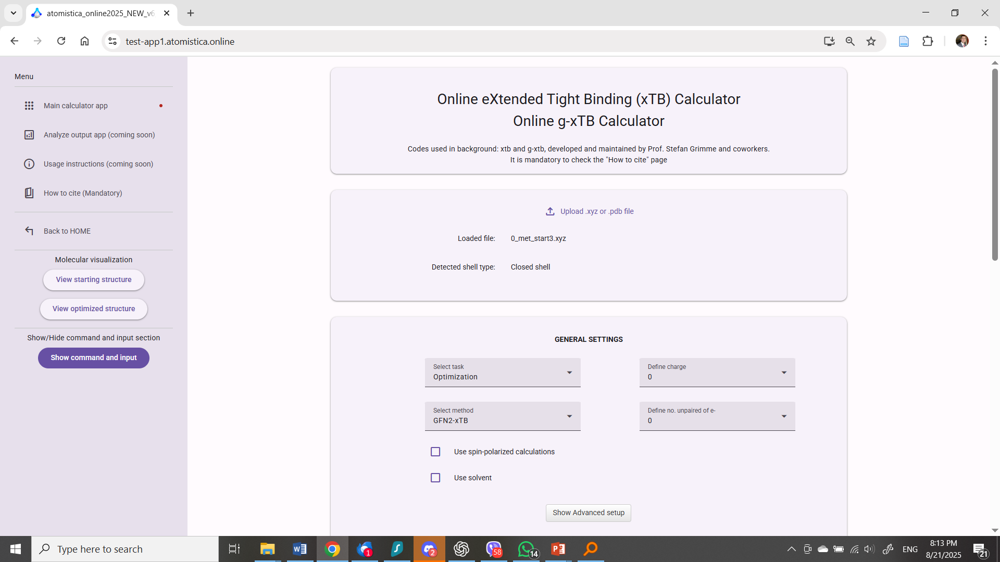 atomistica_online2025_NEW_v6
test-app1.atomistica.online
Menu
Main calculator app
Analyze output app (coming soon)
Usage instructions (coming soon)
How to cite (Mandatory)
Back to HOME
Molecular visualization
View starting structure
View optimized structure
Show/Hide command and input section
Show command and input
Online eXtended Tight Binding (xTB) Calculator
Online g-xTB Calculator
Codes used in background: xtb and g-xtb, developed and maintained by Prof. Stefan Grimme and coworkers.
It is mandatory to check the "How to cite" page
Upload .xyz or .pdb file
Loaded file: 0_met_start3.xyz
Detected shell type: Closed shell
GENERAL SETTINGS
Select task
Optimization
Define charge
0
Select method
GFN2-xTB
Define no. unpaired of e-
0
Use spin-polarized calculations
Use solvent
Show Advanced setup
Type here to search
1
2
58
14
ENG
8:13 PM
8/21/2025
21